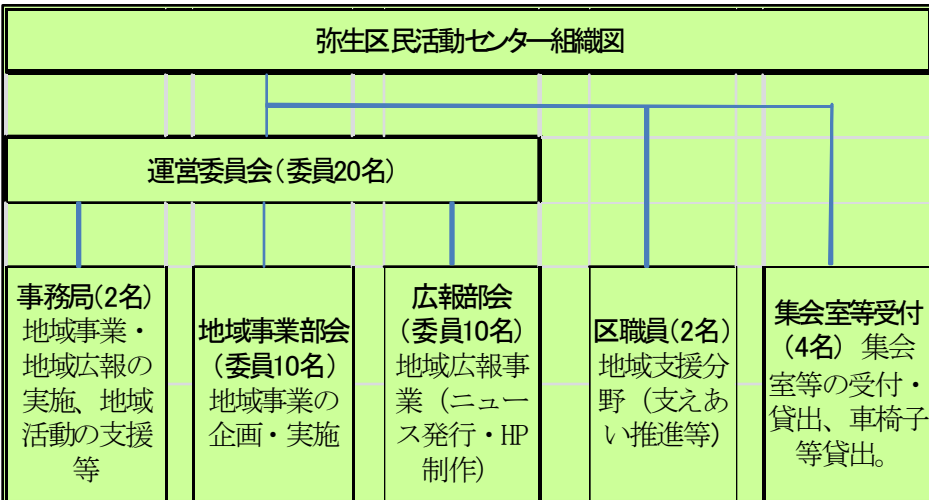 弥生区民活動センター組織図
運営委員会(委員20名)
事務局(2名)
地域事業・
地域広報の
実施、地域
活動の支援
等
地域事業部会
(委員10名)
地域事業の
企画・実施
広報部会
(委員10名)
地域広報事
業(ニュー
ス発行・HP
制作)
区職員(2名)
地域支援分
野(支えあ
い推進等)
集会室等受付
(4名) 集会
室等の受付・
貸出、車椅子
等貸出。